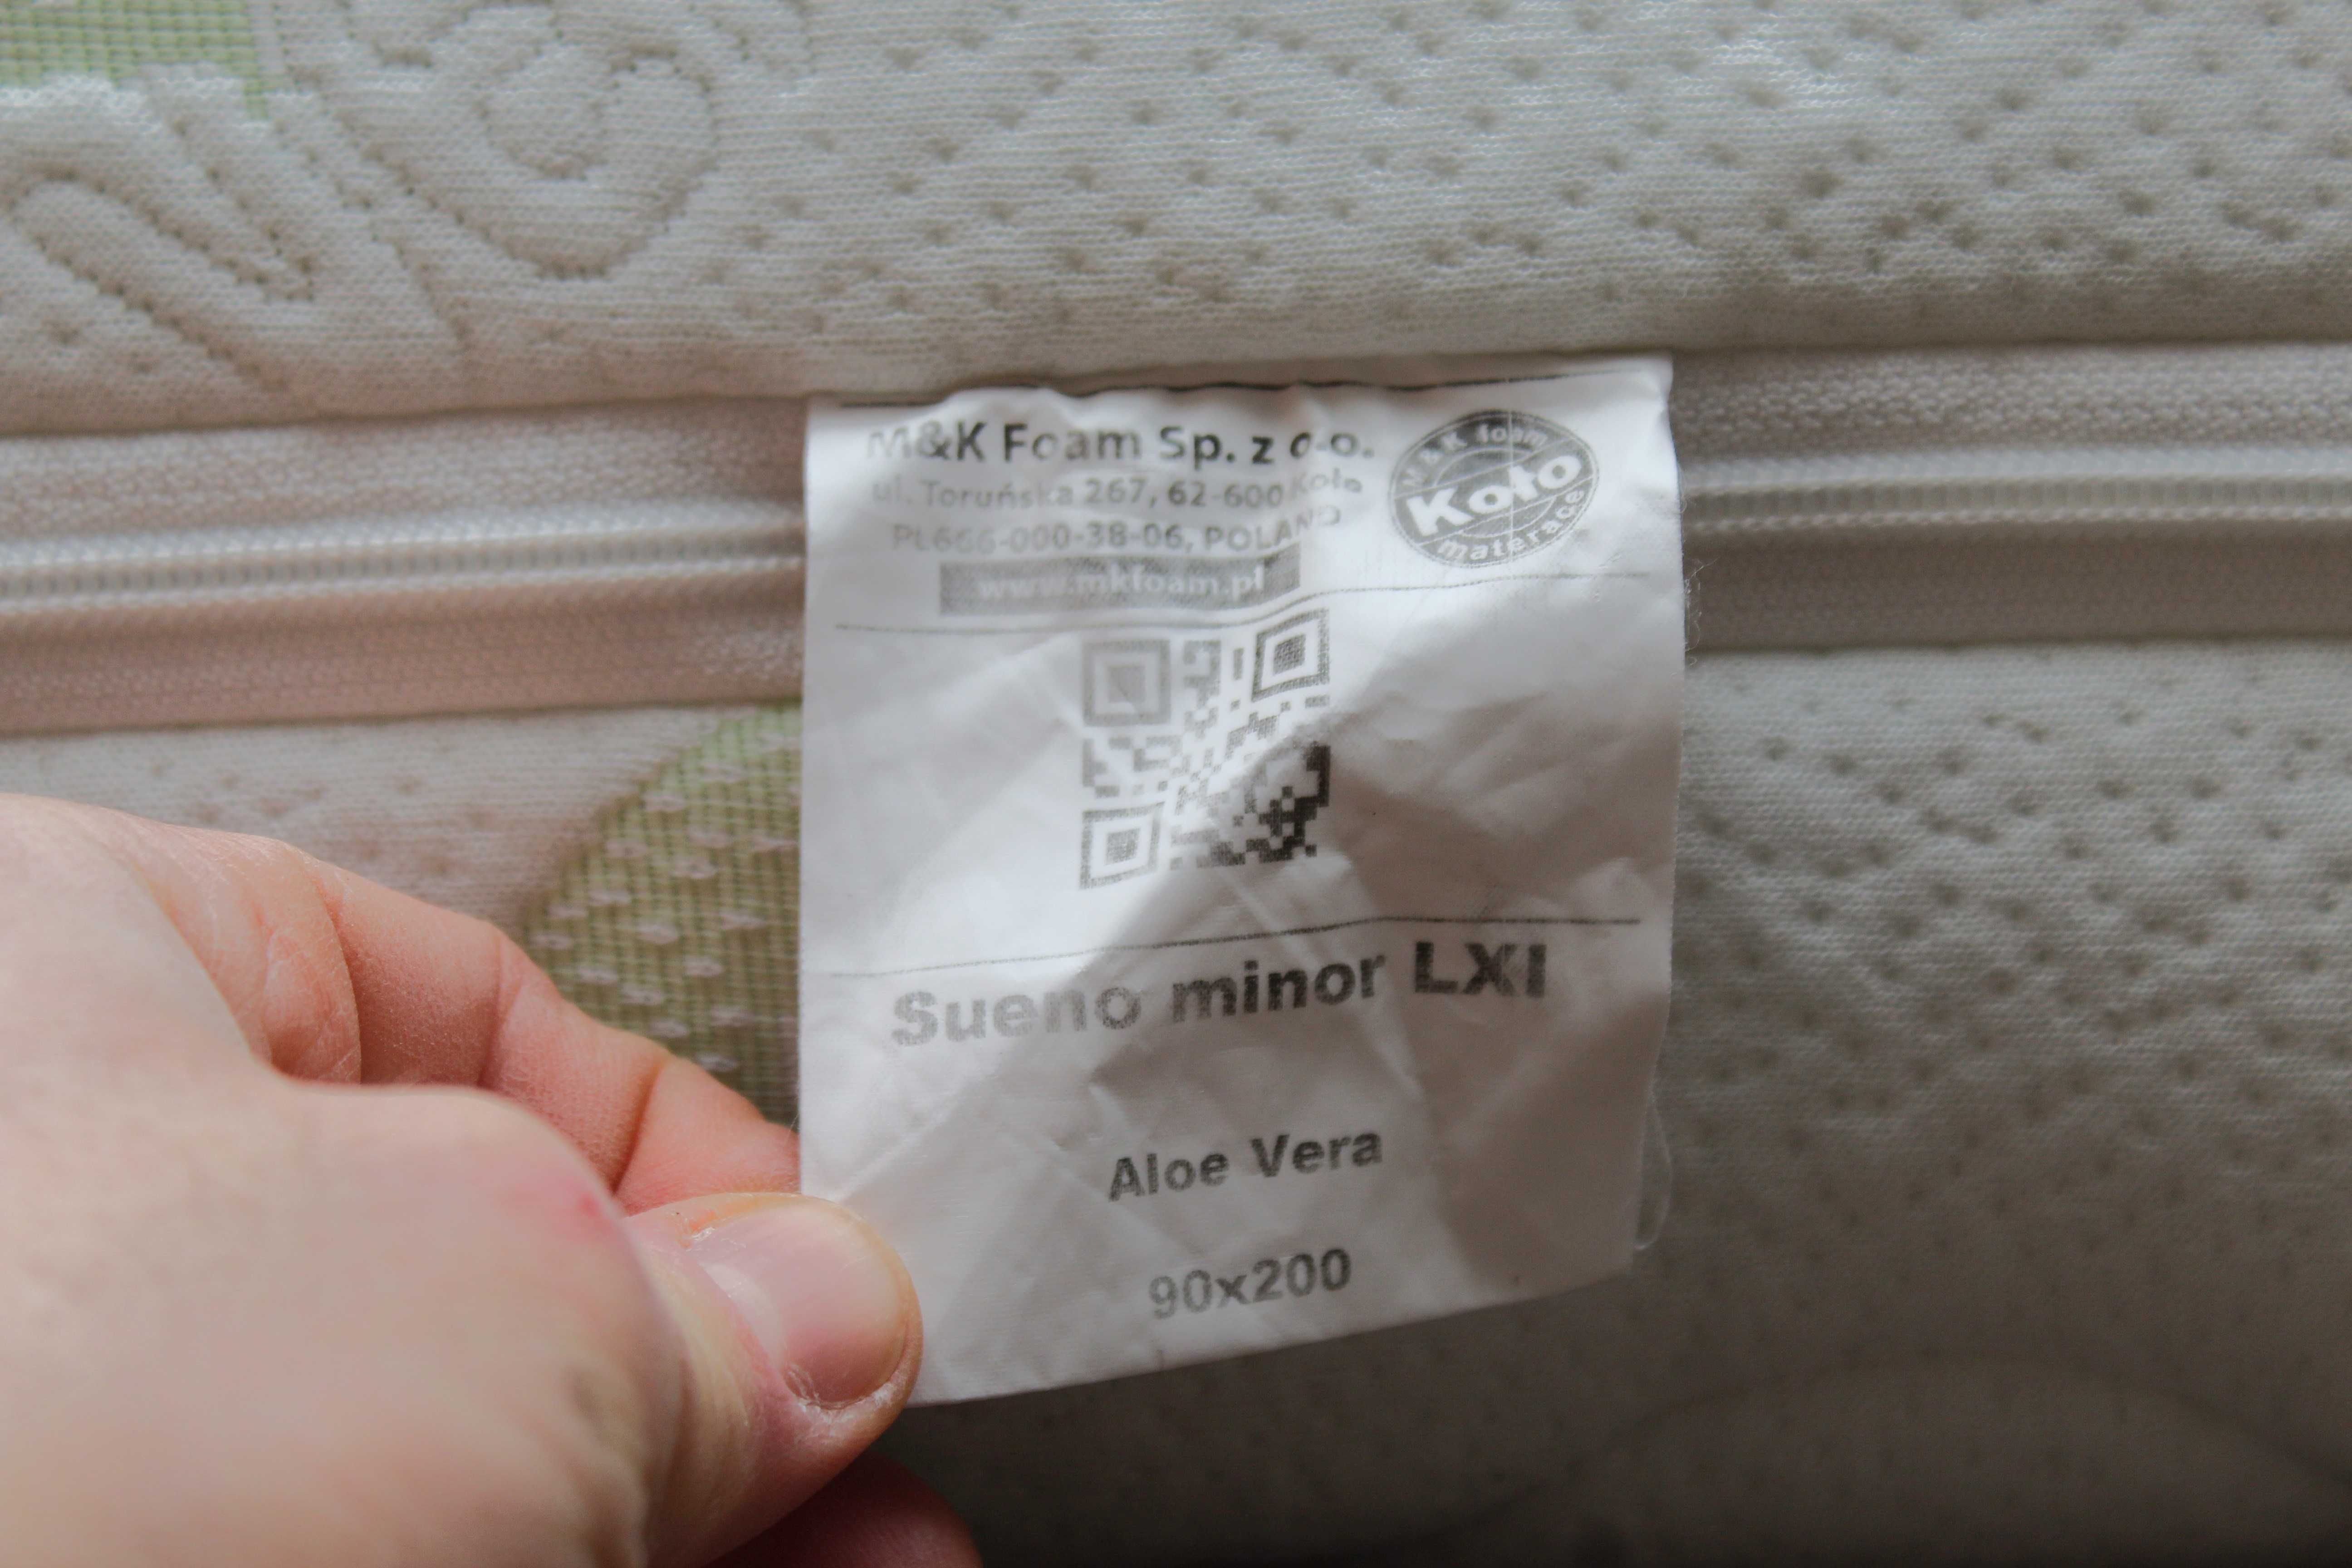 M&K Foam Sp. z o.o.
ul. Toruńska 267, 62-600 Koło
PL666-000-38-06, POLAND
www.mkfoam.pl
M&K foam
Koło
materace
Sueno minor LXI
Aloe Vera
90x200